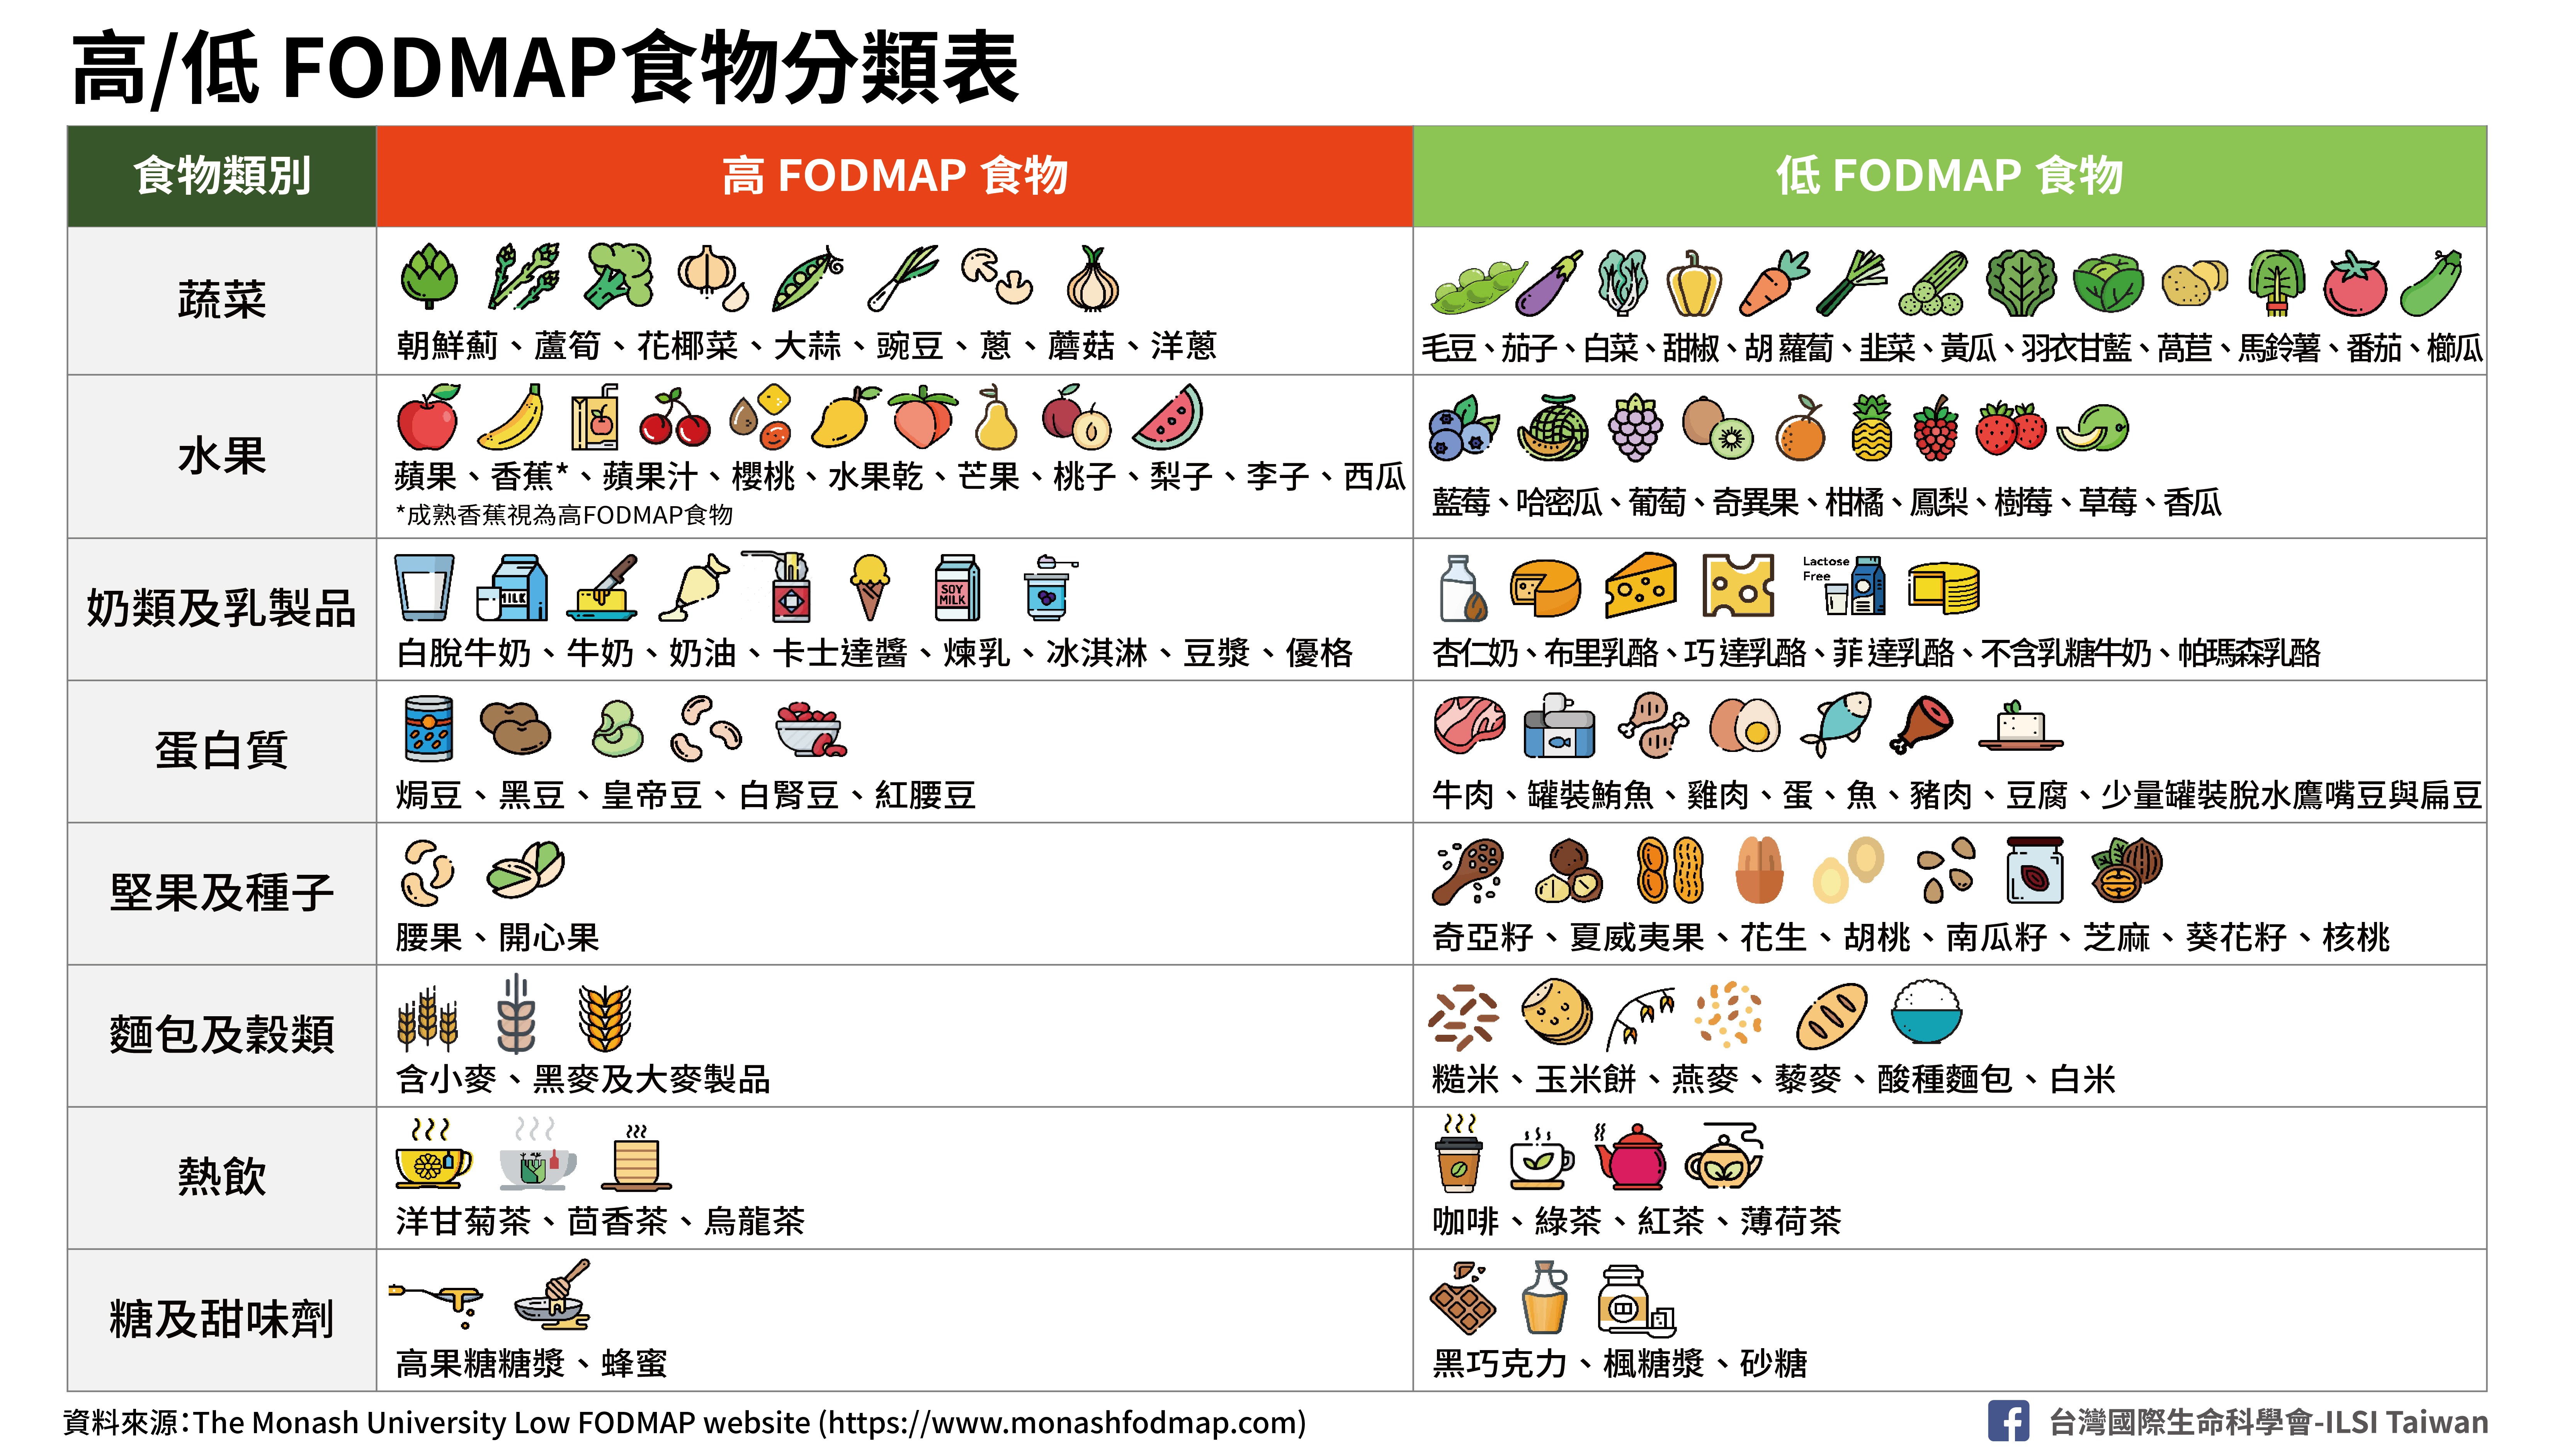 高/低 FODMAP食物分類表
食物類別
高 FODMAP 食物
低 FODMAP 食物
蔬菜
朝鮮薊、蘆筍、花椰菜、大蒜、豌豆、蔥、蘑菇、洋蔥
毛豆、茄子、白菜、甜椒、胡蘿蔔、韭菜、黃瓜、羽衣甘藍、萵苣、馬鈴薯、番茄、櫛瓜
水果
蘋果、香蕉*、蘋果汁、櫻桃、水果乾、芒果、桃子、梨子、李子、西瓜
*成熟香蕉視為高FODMAP食物
藍莓、哈密瓜、葡萄、奇異果、柑橘、鳳梨、樹莓、草莓、香瓜
奶類及乳製品
MILK
SOY
MILK
白脫牛奶、牛奶、奶油、卡士達醬、煉乳、冰淇淋、豆漿、優格
Lactose
Free
杏仁奶、布里乳酪、巧達乳酪、菲達乳酪、不含乳糖牛奶、帕瑪森乳酪
蛋白質
焗豆、黑豆、皇帝豆、白腎豆、紅腰豆
牛肉、罐裝鮪魚、雞肉、蛋、魚、豬肉、豆腐、少量罐裝脫水鷹嘴豆與扁豆
堅果及種子
腰果、開心果
奇亞籽、夏威夷果、花生、胡桃、南瓜籽、芝麻、葵花籽、核桃
麵包及穀類
含小麥、黑麥及大麥製品
糙米、玉米餅、燕麥、藜麥、酸種麵包、白米
熱飲
洋甘菊茶、茴香茶、烏龍茶
咖啡、綠茶、紅茶、薄荷茶
糖及甜味劑
高果糖糖漿、蜂蜜
黑巧克力、楓糖漿、砂糖
資料來源：The Monash University Low FODMAP website (https://www.monashfodmap.com)
台灣國際生命科學會-ILSI Taiwan